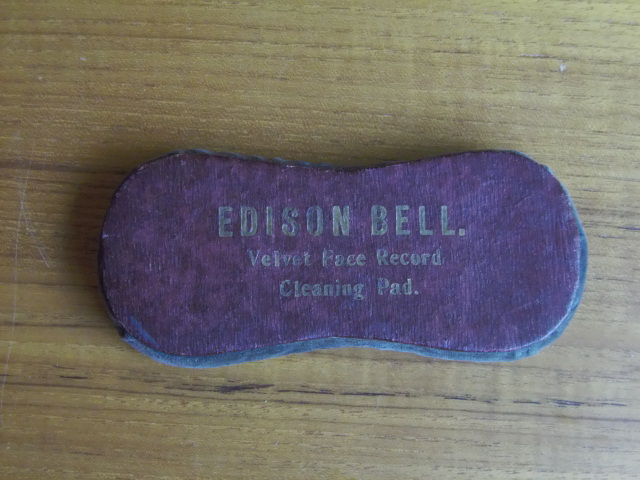 EDISON BELL.
Velvet Face Record
Cleaning Pad.